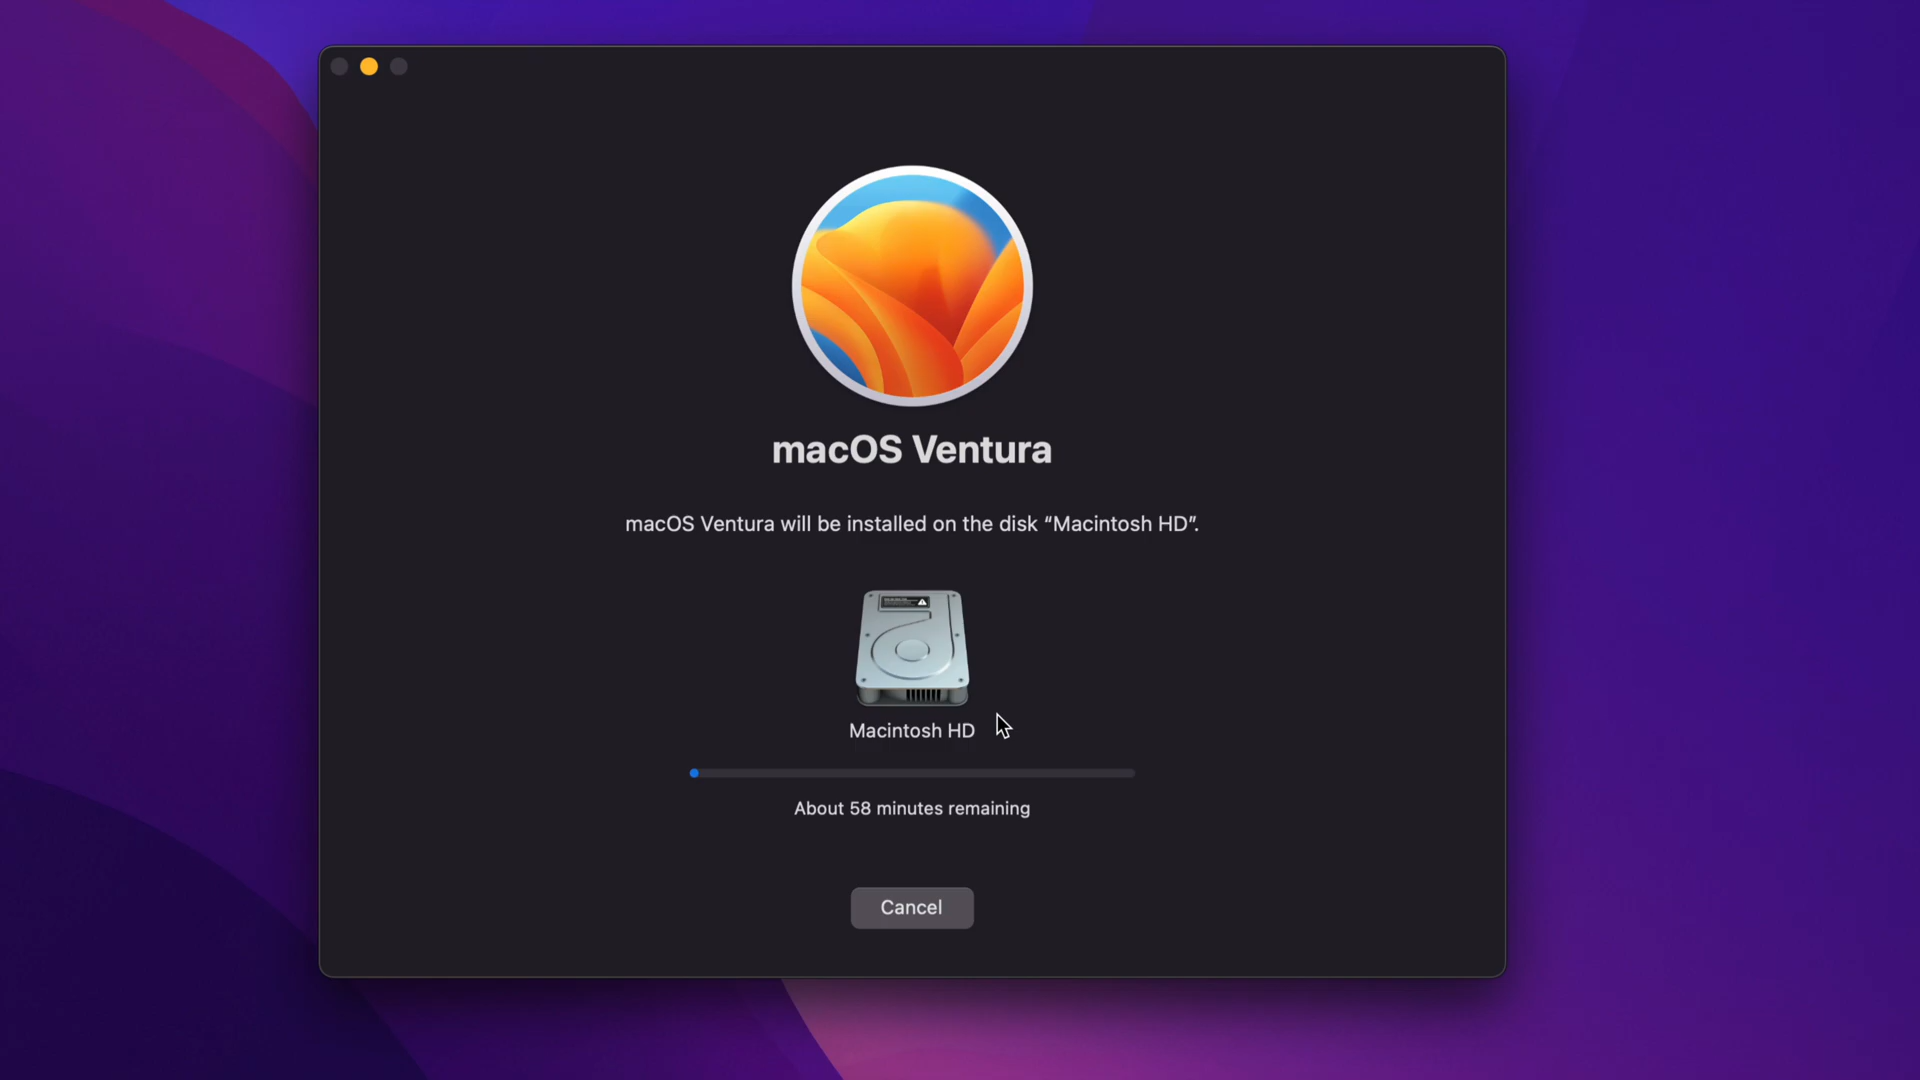 macOS Ventura
macOS Ventura will be installed on the disk “Macintosh HD”.
Macintosh HD
About 58 minutes remaining
Cancel